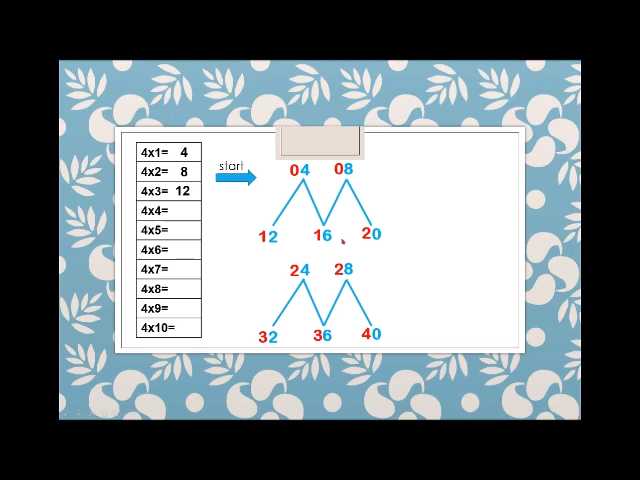 4x1= 4
4x2= 8
4x3= 12
4x4=
4x5=
4x6=
4x7=
4x8=
4x9=
4x10=
start
04 08
12 16 20
24 28
32 36 40